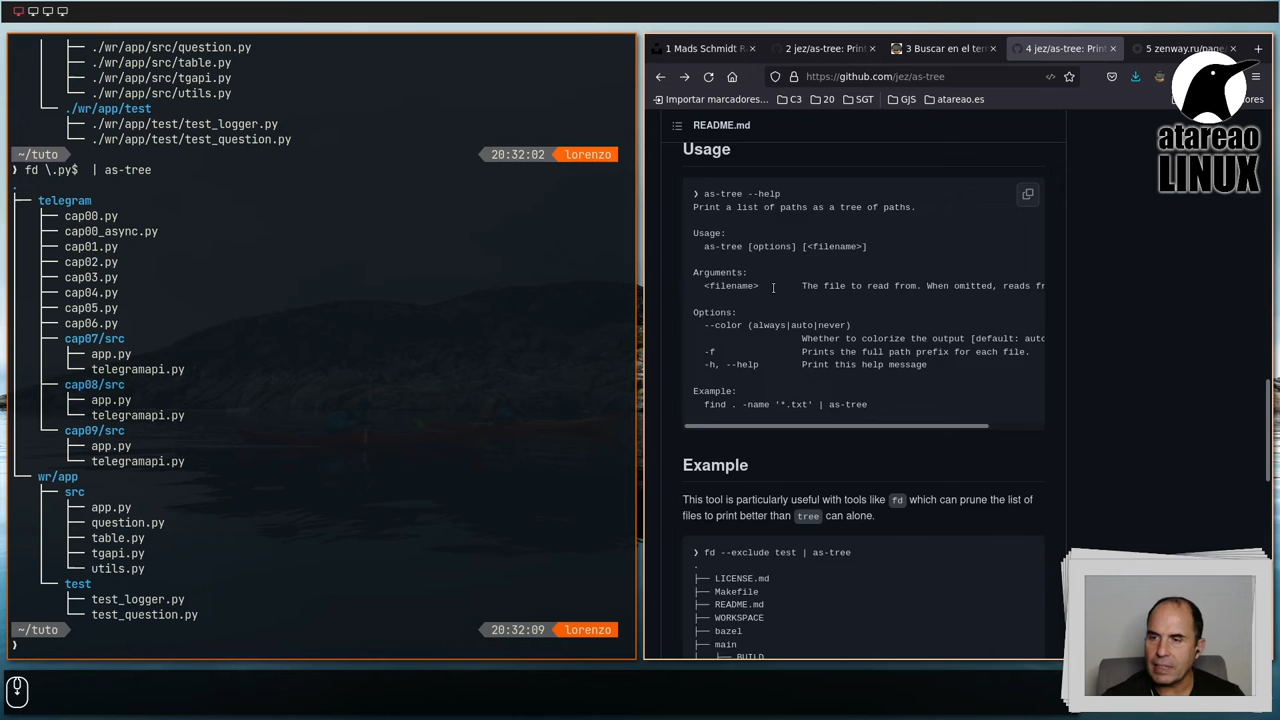 ├── ./wr/app/src/question.py
├── ./wr/app/src/table.py
├── ./wr/app/src/tgapi.py
└── ./wr/app/src/utils.py
└── ./wr/app/test
├── ./wr/app/test/test_logger.py
└── ./wr/app/test/test_question.py
~/tuto 20:32:02 lorenzo
❯ fd \.py$  | as-tree
.
├── telegram
│   ├── cap00.py
│   ├── cap00_async.py
│   ├── cap01.py
│   ├── cap02.py
│   ├── cap03.py
│   ├── cap04.py
│   ├── cap05.py
│   ├── cap06.py
│   ├── cap07/src
│   │   ├── app.py
│   │   └── telegramapi.py
│   ├── cap08/src
│   │   ├── app.py
│   │   └── telegramapi.py
│   └── cap09/src
│       ├── app.py
│       └── telegramapi.py
└── wr/app
    ├── src
    │   ├── app.py
    │   ├── question.py
    │   ├── table.py
    │   ├── tgapi.py
    │   └── utils.py
    └── test
        ├── test_logger.py
        └── test_question.py
~/tuto 20:32:09 lorenzo
❯
1 Mads Schmidt R
2 jez/as-tree: Print
3 Buscar en el ter
4 jez/as-tree: Print
5 zenway.ru/page/
https://github.com/jez/as-tree
Importar marcadores...
C3
20
SGT
GJS
atareao.es
ores
atareao
LINUX
README.md
Usage
❯ as-tree --help
Print a list of paths as a tree of paths.
Usage:
as-tree [options] [<filename>]
Arguments:
<filename> The file to read from. When omitted, reads fr
Options:
--color (always|auto|never)
Whether to colorize the output [default: auto
-f Prints the full path prefix for each file.
-h, --help Print this help message
Example:
find . -name '*.txt' | as-tree
Example
This tool is particularly useful with tools like fd which can prune the list of
files to print better than tree can alone.
❯ fd --exclude test | as-tree
.
├── LICENSE.md
├── Makefile
├── README.md
├── WORKSPACE
├── bazel
├── main
│   ├── BUILD